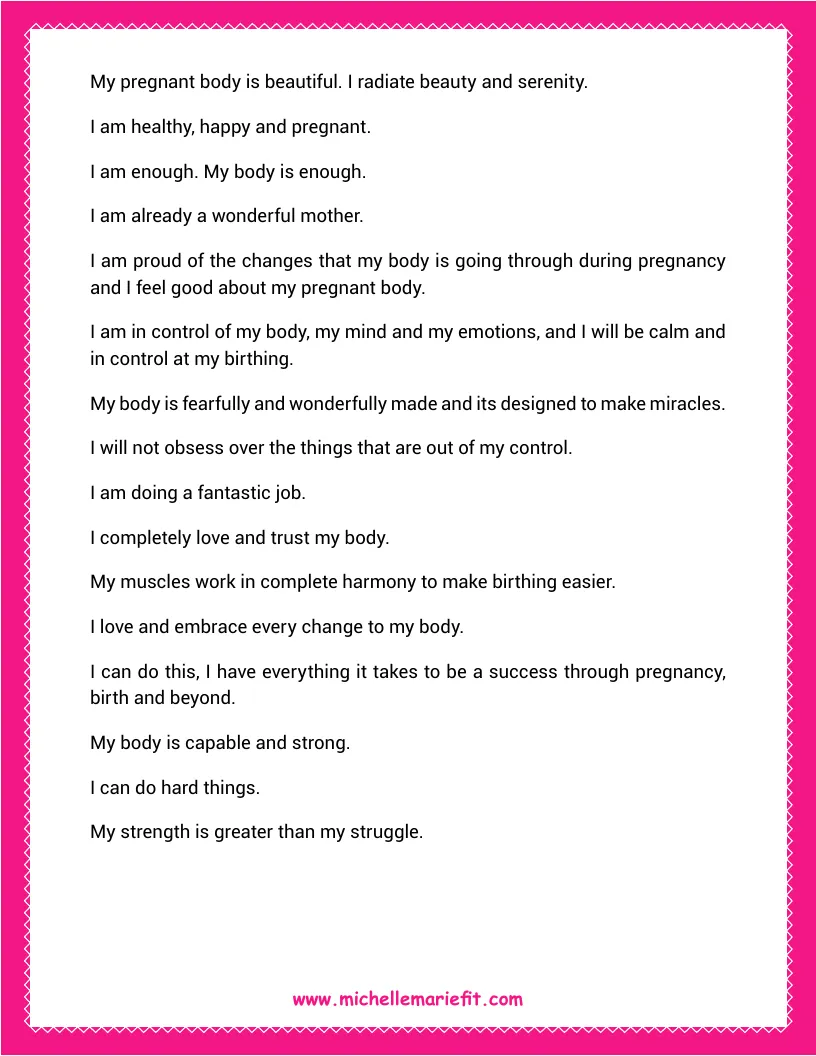 My pregnant body is beautiful. I radiate beauty and serenity.
I am healthy, happy and pregnant.
I am enough. My body is enough.
I am already a wonderful mother.
I am proud of the changes that my body is going through during pregnancy
and I feel good about my pregnant body.
I am in control of my body, my mind and my emotions, and I will be calm and
in control at my birthing.
My body is fearfully and wonderfully made and its designed to make miracles.
I will not obsess over the things that are out of my control.
I am doing a fantastic job.
I completely love and trust my body.
My muscles work in complete harmony to make birthing easier.
I love and embrace every change to my body.
I can do this, I have everything it takes to be a success through pregnancy,
birth and beyond.
My body is capable and strong.
I can do hard things.
My strength is greater than my struggle.
www.michellemariefit.com